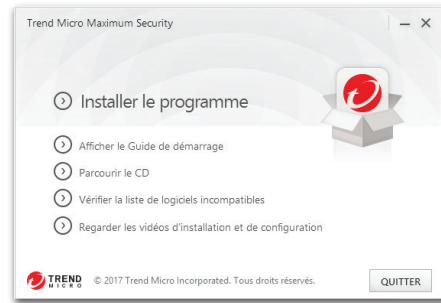 Trend Micro Maximum Security
Installer le programme
Afficher le Guide de démarrage
Parcourir le CD
Vérifier la liste de logiciels incompatibles
Regarder les vidéos d'installation et de configuration
TREND
MICRO
© 2017 Trend Micro Incorporated. Tous droits réservés.
QUITTER